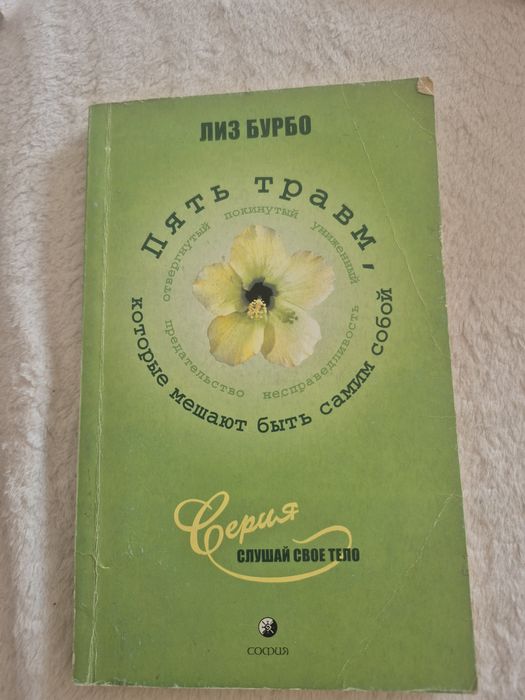 ЛИЗ БУРБО
Пять травм,
которые мешают быть самим собой
отвергнутый покинутый униженный
предательство несправедливость
Серия
СЛУШАЙ СВОЕ ТЕЛО
СОФИЯ